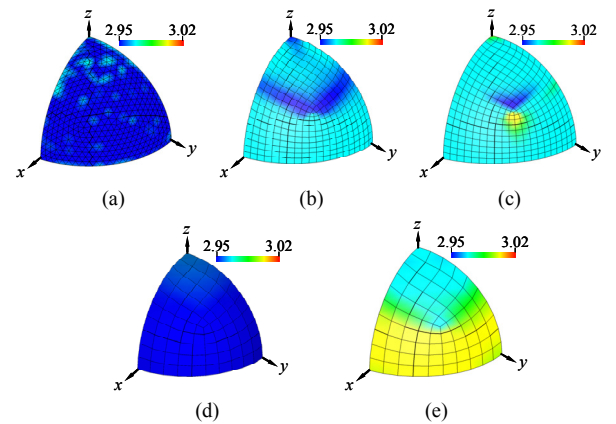 z z z
2.95 3.02 2.95 3.02 2.95 3.02
x y x y x y
(a) (b) (c)
z z
2.95 3.02 2.95 3.02
x y x y
(d) (e)